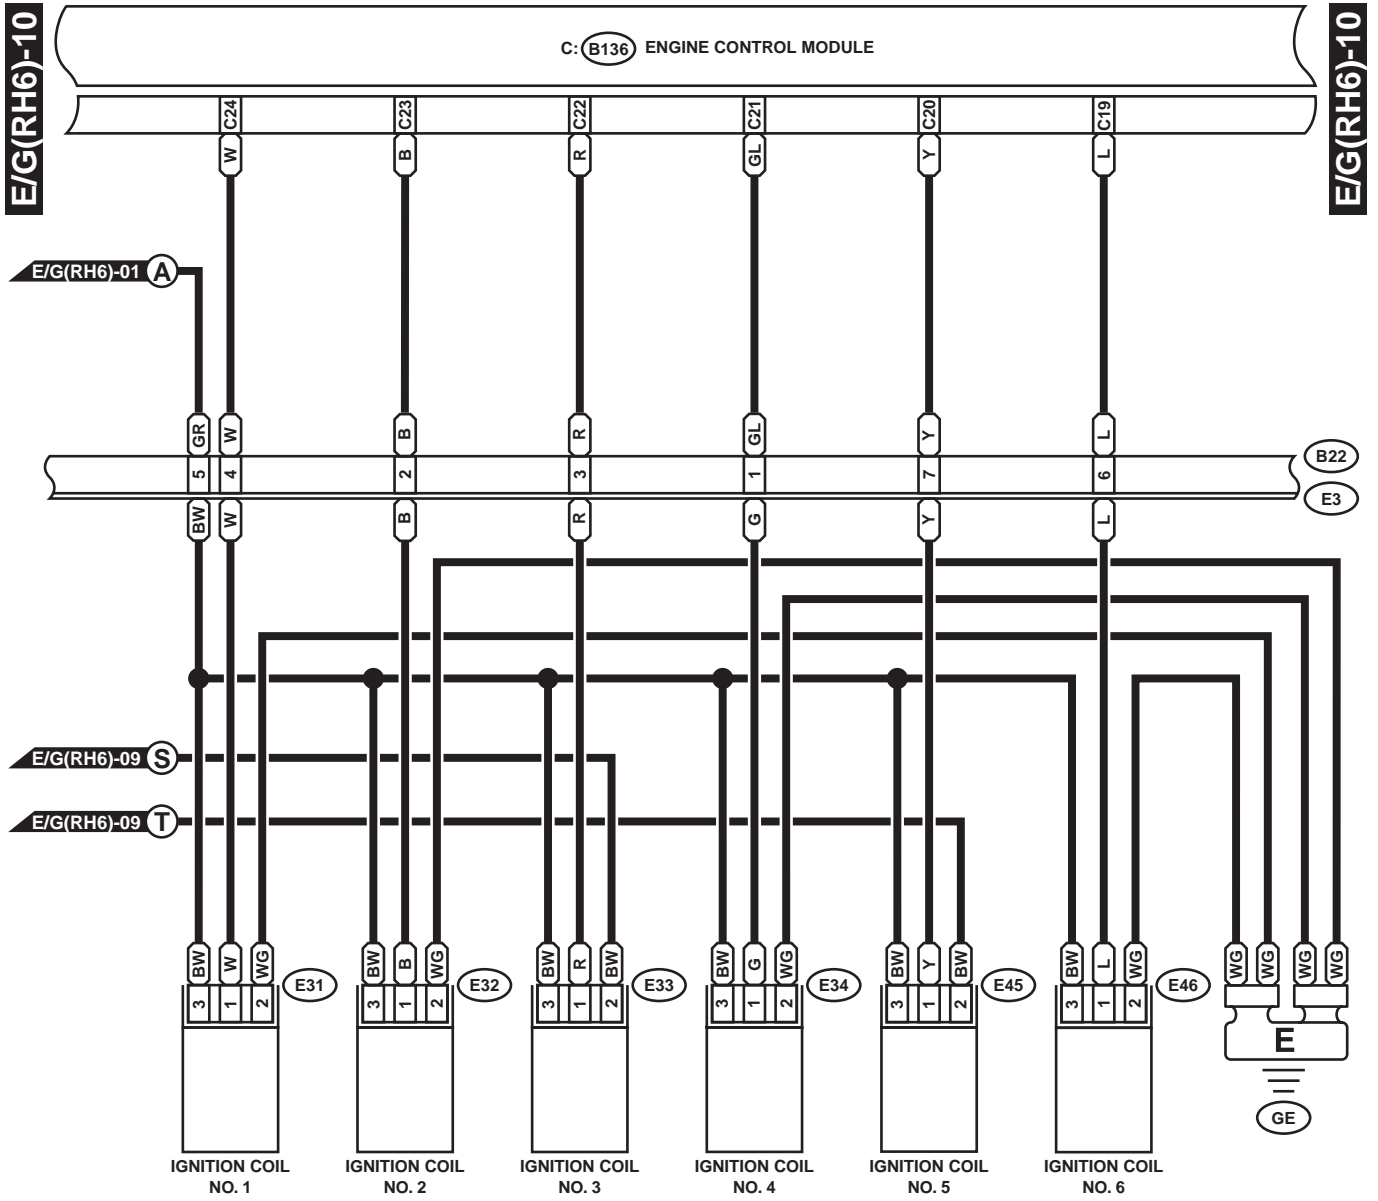 E/G(RH6)-10
E/G(RH6)-10
C: B136 ENGINE CONTROL MODULE
C24 C23 C22 C21 C20 C19
W B R GL Y L
E/G(RH6)-01 A
GR W B R GL Y L
5 4 2 3 1 7 6
B22
E3
BW W B R G Y L
E/G(RH6)-09 S
E/G(RH6)-09 T
BW W WG BW B WG BW R BW BW G WG BW Y BW BW L WG WG WG WG WG
E31 E32 E33 E34 E45 E46
3 1 2 3 1 2 3 1 2 3 1 2 3 1 2 3 1 2
E
GE
IGNITION COIL NO. 1
IGNITION COIL NO. 2
IGNITION COIL NO. 3
IGNITION COIL NO. 4
IGNITION COIL NO. 5
IGNITION COIL NO. 6